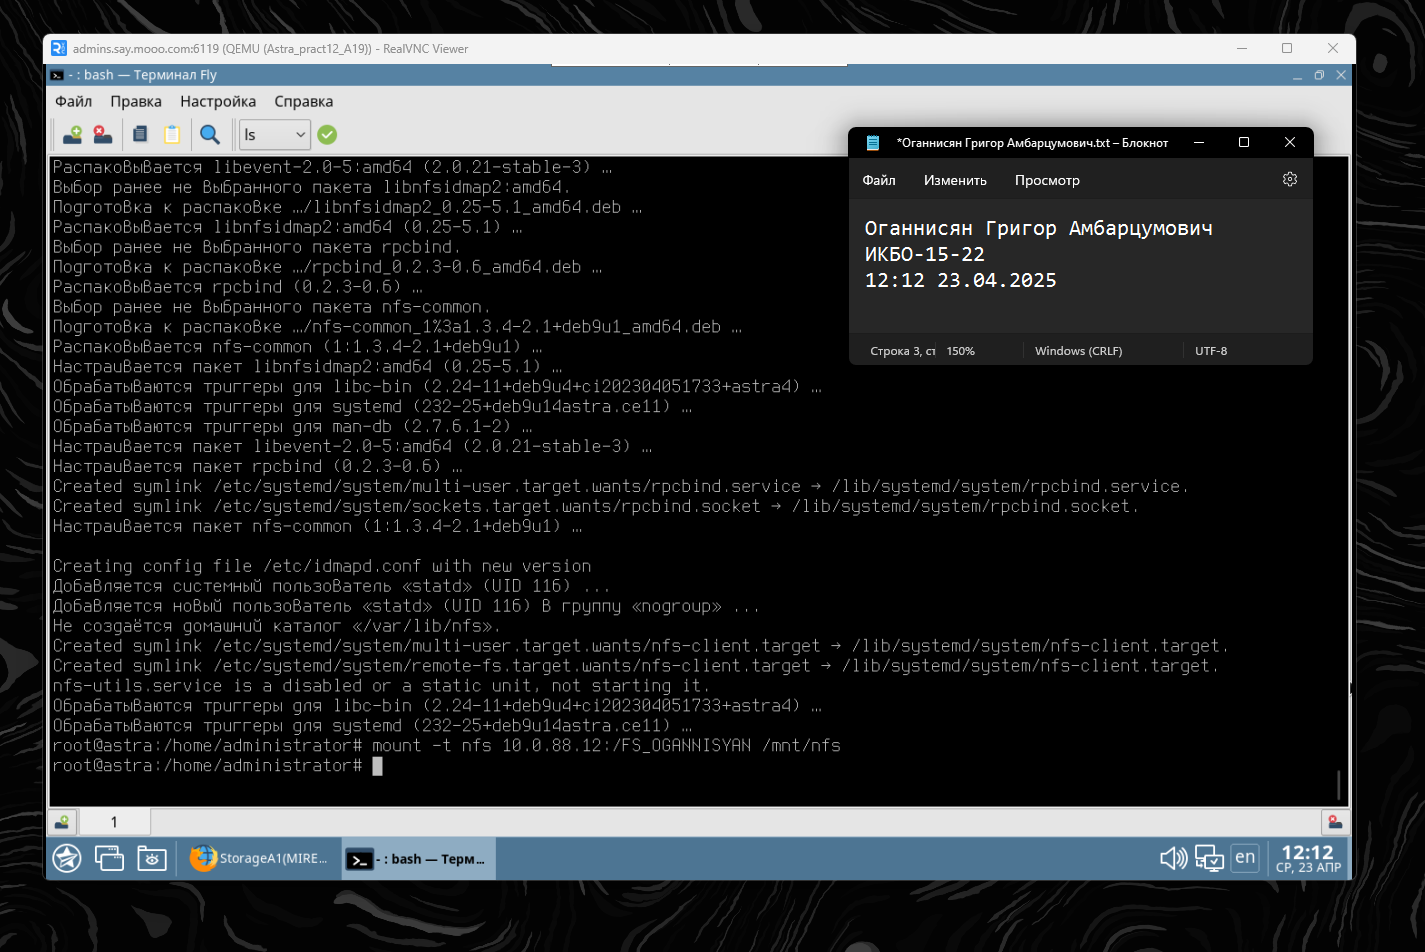 admins.say.mooo.com:6119 (QEMU (Astra_pract12_A19)) - RealVNC Viewer
- : bash — Терминал Fly
Файл Правка Настройка Справка
ls
Распаковывается libevent-2.0-5:amd64 (2.0.21-stable-3) …
Выбор ранее не выбранного пакета libnfsidmap2:amd64.
Подготовка к распаковке …/libnfsidmap2_0.25-5.1_amd64.deb …
Распаковывается libnfsidmap2:amd64 (0.25-5.1) …
Выбор ранее не выбранного пакета rpcbind.
Подготовка к распаковке …/rpcbind_0.2.3-0.6_amd64.deb …
Распаковывается rpcbind (0.2.3-0.6) …
Выбор ранее не выбранного пакета nfs-common.
Подготовка к распаковке …/nfs-common_1%3a1.3.4-2.1+deb9u1_amd64.deb …
Распаковывается nfs-common (1:1.3.4-2.1+deb9u1) …
Настраивается пакет libnfsidmap2:amd64 (0.25-5.1) …
Обрабатываются триггеры для libc-bin (2.24-11+deb9u4+ci202304051733+astra4) …
Обрабатываются триггеры для systemd (232-25+deb9u14astra.ce11) …
Обрабатываются триггеры для man-db (2.7.6.1-2) …
Настраивается пакет libevent-2.0-5:amd64 (2.0.21-stable-3) …
Настраивается пакет rpcbind (0.2.3-0.6) …
Created symlink /etc/systemd/system/multi-user.target.wants/rpcbind.service → /lib/systemd/system/rpcbind.service.
Created symlink /etc/systemd/system/sockets.target.wants/rpcbind.socket → /lib/systemd/system/rpcbind.socket.
Настраивается пакет nfs-common (1:1.3.4-2.1+deb9u1) …
Creating config file /etc/idmapd.conf with new version
Добавляется системный пользователь «statd» (UID 116) ...
Добавляется новый пользователь «statd» (UID 116) в группу «nogroup» ...
Не создаётся домашний каталог «/var/lib/nfs».
Created symlink /etc/systemd/system/multi-user.target.wants/nfs-client.target → /lib/systemd/system/nfs-client.target.
Created symlink /etc/systemd/system/remote-fs.target.wants/nfs-client.target → /lib/systemd/system/nfs-client.target.
nfs-utils.service is a disabled or a static unit, not starting it.
Обрабатываются триггеры для libc-bin (2.24-11+deb9u4+ci202304051733+astra4) …
Обрабатываются триггеры для systemd (232-25+deb9u14astra.ce11) …
root@astra:/home/administrator# mount -t nfs 10.0.88.12:/FS_OGANNISYAN /mnt/nfs
root@astra:/home/administrator#
*Оганнисян Григор Амбарцумович.txt – Блокнот
Файл Изменить Просмотр
Оганнисян Григор Амбарцумович
ИКБО-15-22
12:12 23.04.2025
Строка 3, ст 150% Windows (CRLF) UTF-8
1
StorageA1(MIRE...
- : bash — Терм...
en
12:12
СР, 23 АПР